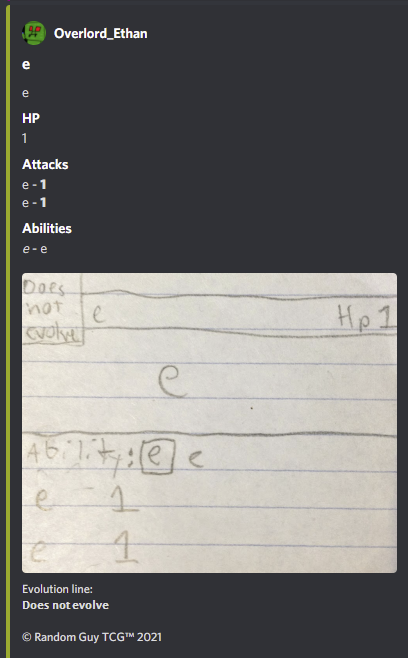 Overlord_Ethan
e
e
HP
1
Attacks
e - 1
e - 1
Abilities
e - e
Does
not
evolve
e
Hp 1
e
Ability: e e
e - 1
e 1
Evolution line:
Does not evolve
© Random Guy TCG™ 2021